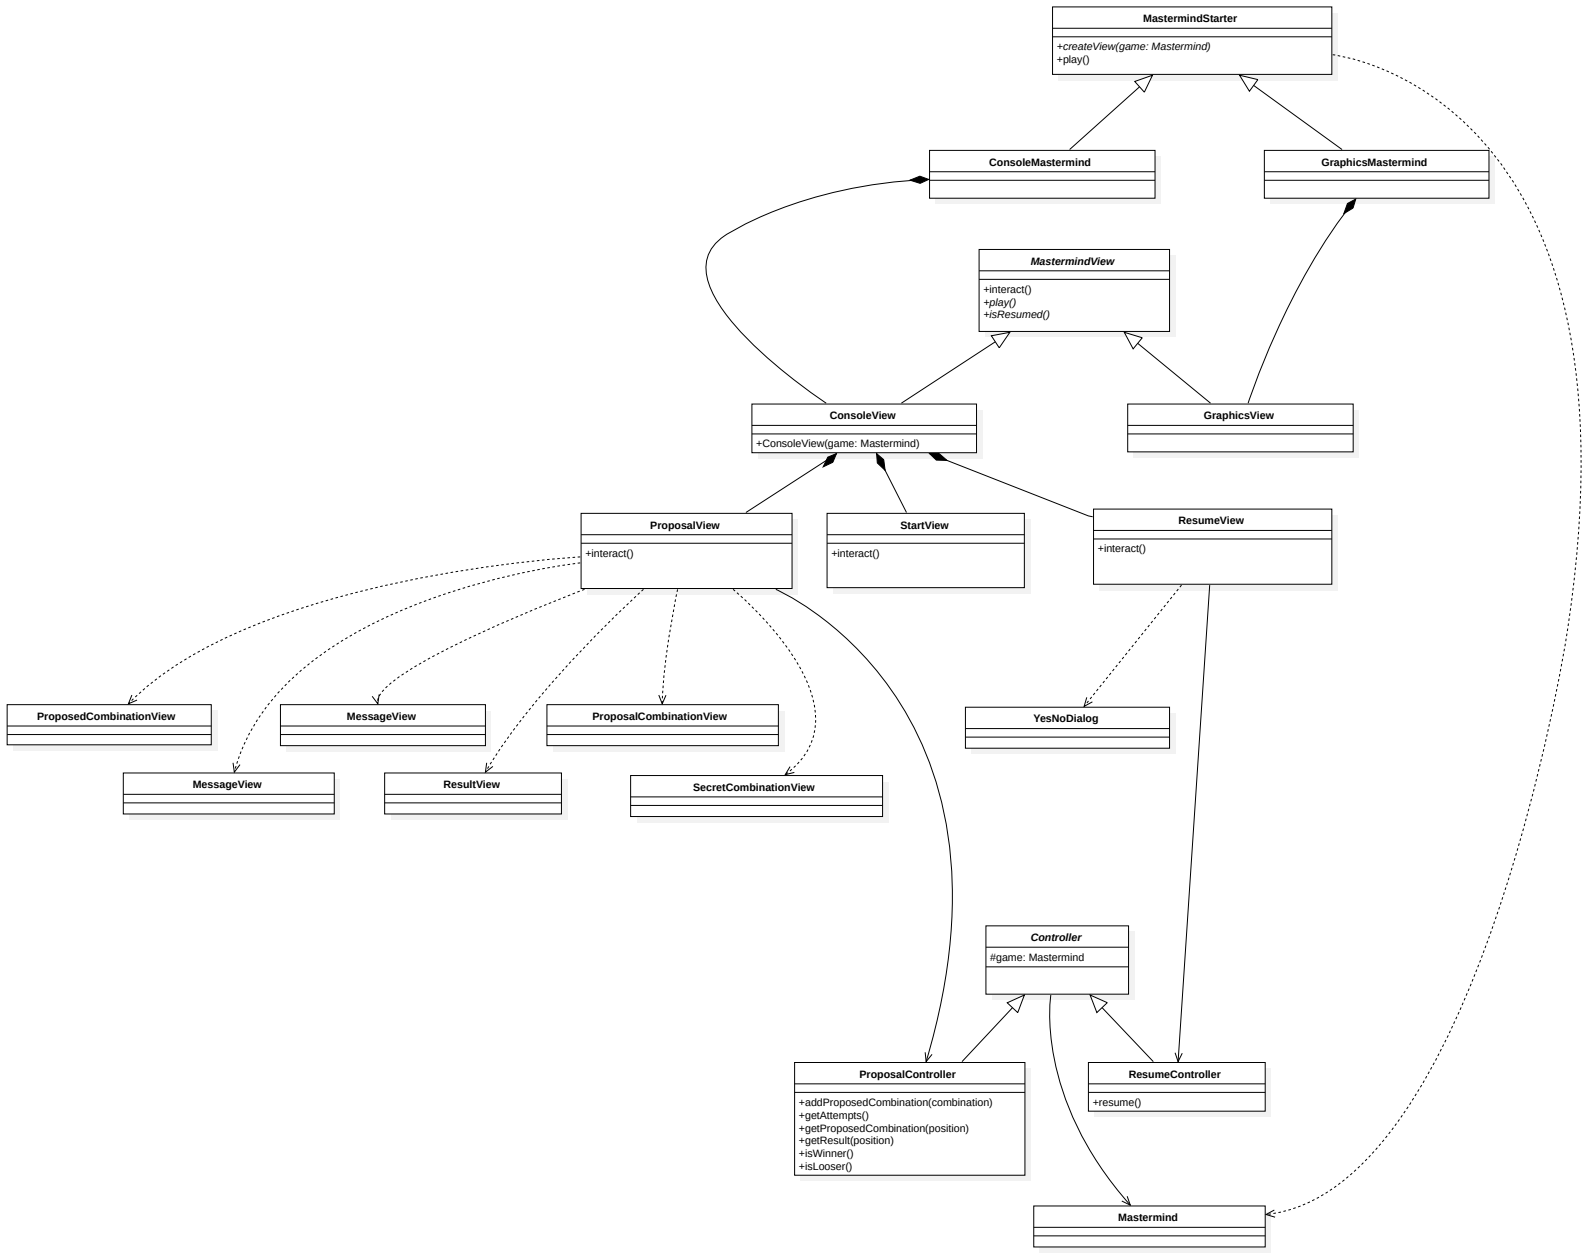 MastermindStarter
+createView(game: Mastermind)
+play()
ConsoleMastermind
GraphicsMastermind
MastermindView
+interact()
+play()
+isResumed()
ConsoleView
+ConsoleView(game: Mastermind)
GraphicsView
ProposalView
+interact()
StartView
+interact()
ResumeView
+interact()
ProposedCombinationView
MessageView
ProposalCombinationView
YesNoDialog
MessageView
ResultView
SecretCombinationView
Controller
#game: Mastermind
ProposalController
+addProposedCombination(combination)
+getAttempts()
+getProposedCombination(position)
+getResult(position)
+isWinner()
+isLooser()
ResumeController
+resume()
Mastermind